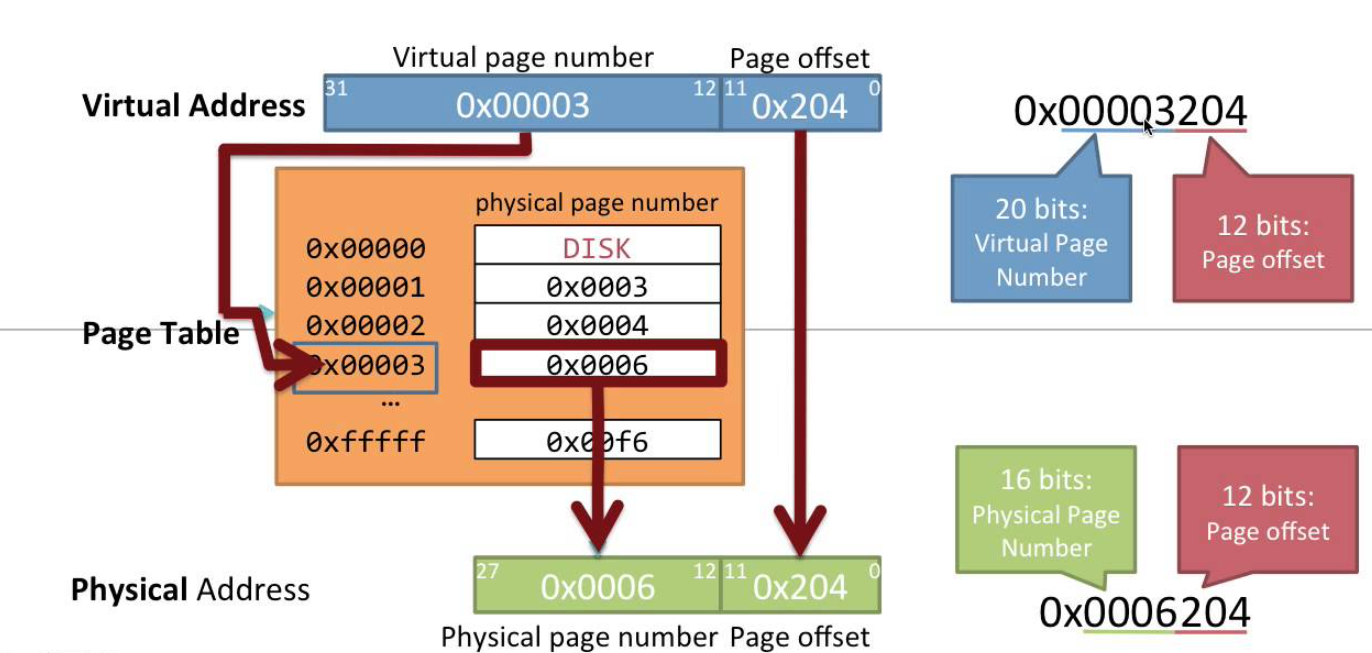 Virtual page number Page offset
Virtual Address 31 0x00003 12 11 0x204 0
0x00003204
20 bits:
Virtual Page
Number
12 bits:
Page offset
physical page number
0x00000 DISK
0x00001 0x0003
0x00002 0x0004
Page Table
0x00003 0x0006
...
0xfffff 0x00f6
16 bits:
Physical Page
Number
12 bits:
Page offset
Physical Address 27 0x0006 12 11 0x204 0
0x0006204
Physical page number Page offset